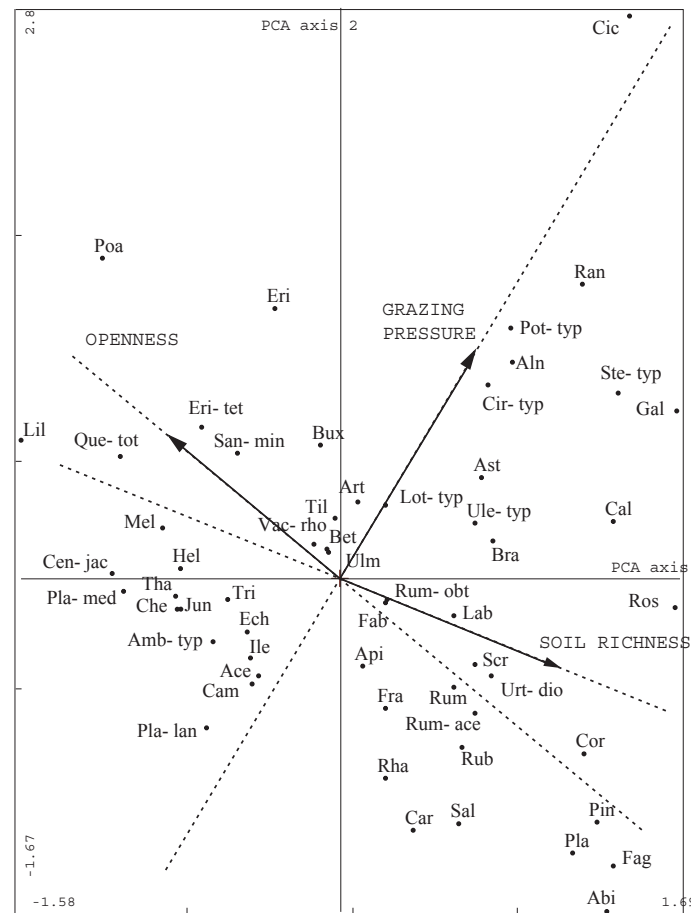 2.8
PCA axis 2
Cic
Poa
Ran
Eri
GRAZING
PRESSURE
Pot- typ
OPENNESS
Aln
Ste- typ
Cir- typ
Gal
Eri- tet
Lil
Que- tot
San- min
Bux
Ast
Art
Lot- typ
Til
Ule- typ
Cal
Vac- rho
Mel
Bet
Bra
Hel
Ulm
Cen- jac
PCA axis
Tha
Rum- obt
Pla- med
Che
Jun
Tri
Fab
Lab
Ros
Ech
Amb- typ
SOIL RICHNESS
Ile
Api
Scr
Ace
Cam
Rum
Urt- dio
Fra
Rum- ace
Pla- lan
Cor
Rub
Rha
Pin
Car
Sal
Pla
Fag
-1.67
Abi
-1.58
1.69